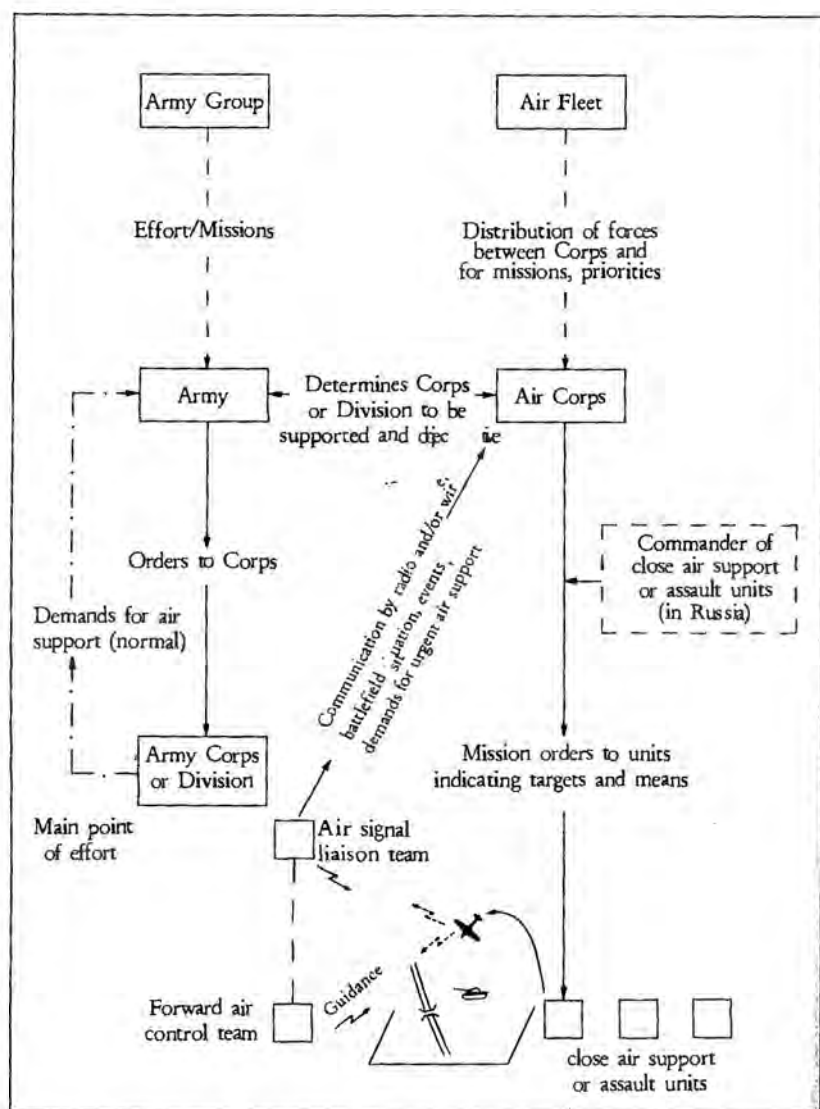 Army Group
Air Fleet
Effort/Missions
Distribution of forces
between Corps and
for missions, priorities
Army
Determines Corps
or Division to be
supported and
Air Corps
Communication by radio and/or wire,
battlefield situation, events,
demands for urgent air support
Commander of
close air support
or assault units
(in Russia)
Orders to Corps
Demands for air
support (normal)
Army Corps
or Division
Mission orders to units
indicating targets and means
Main point
of effort
Air signal
liaison team
Guidance
Forward air
control team
close air support
or assault units